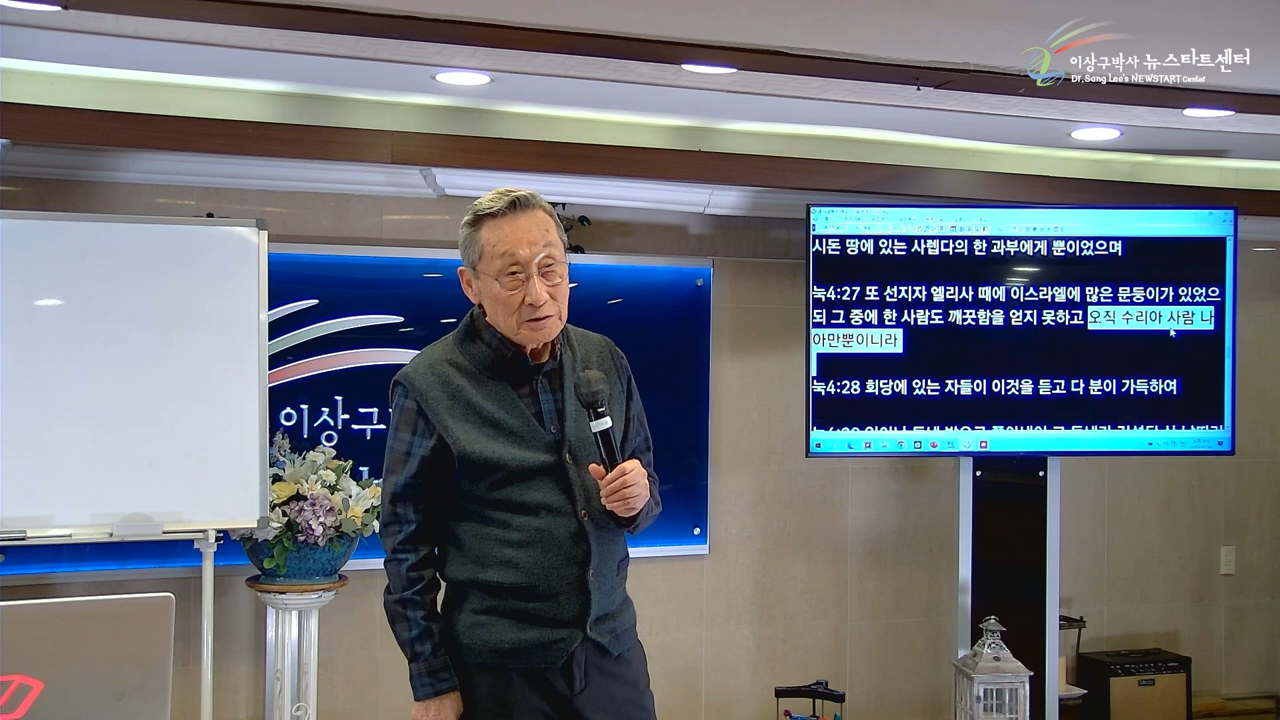 이상구박사 뉴스타트센터
Dr. Sang Lee's NEWSTART Center
시돈 땅에 있는 사렙다의 한 과부에게 뿐이었으며
눅4:27 또 선지자 엘리사 때에 이스라엘에 많은 문둥이가 있었으
되 그 중에 한 사람도 깨끗함을 얻지 못하고 오직 수리아 사람 나
아만뿐이니라
눅4:28 회당에 있는 자들이 이것을 듣고 다 분이 가득하여
이상구